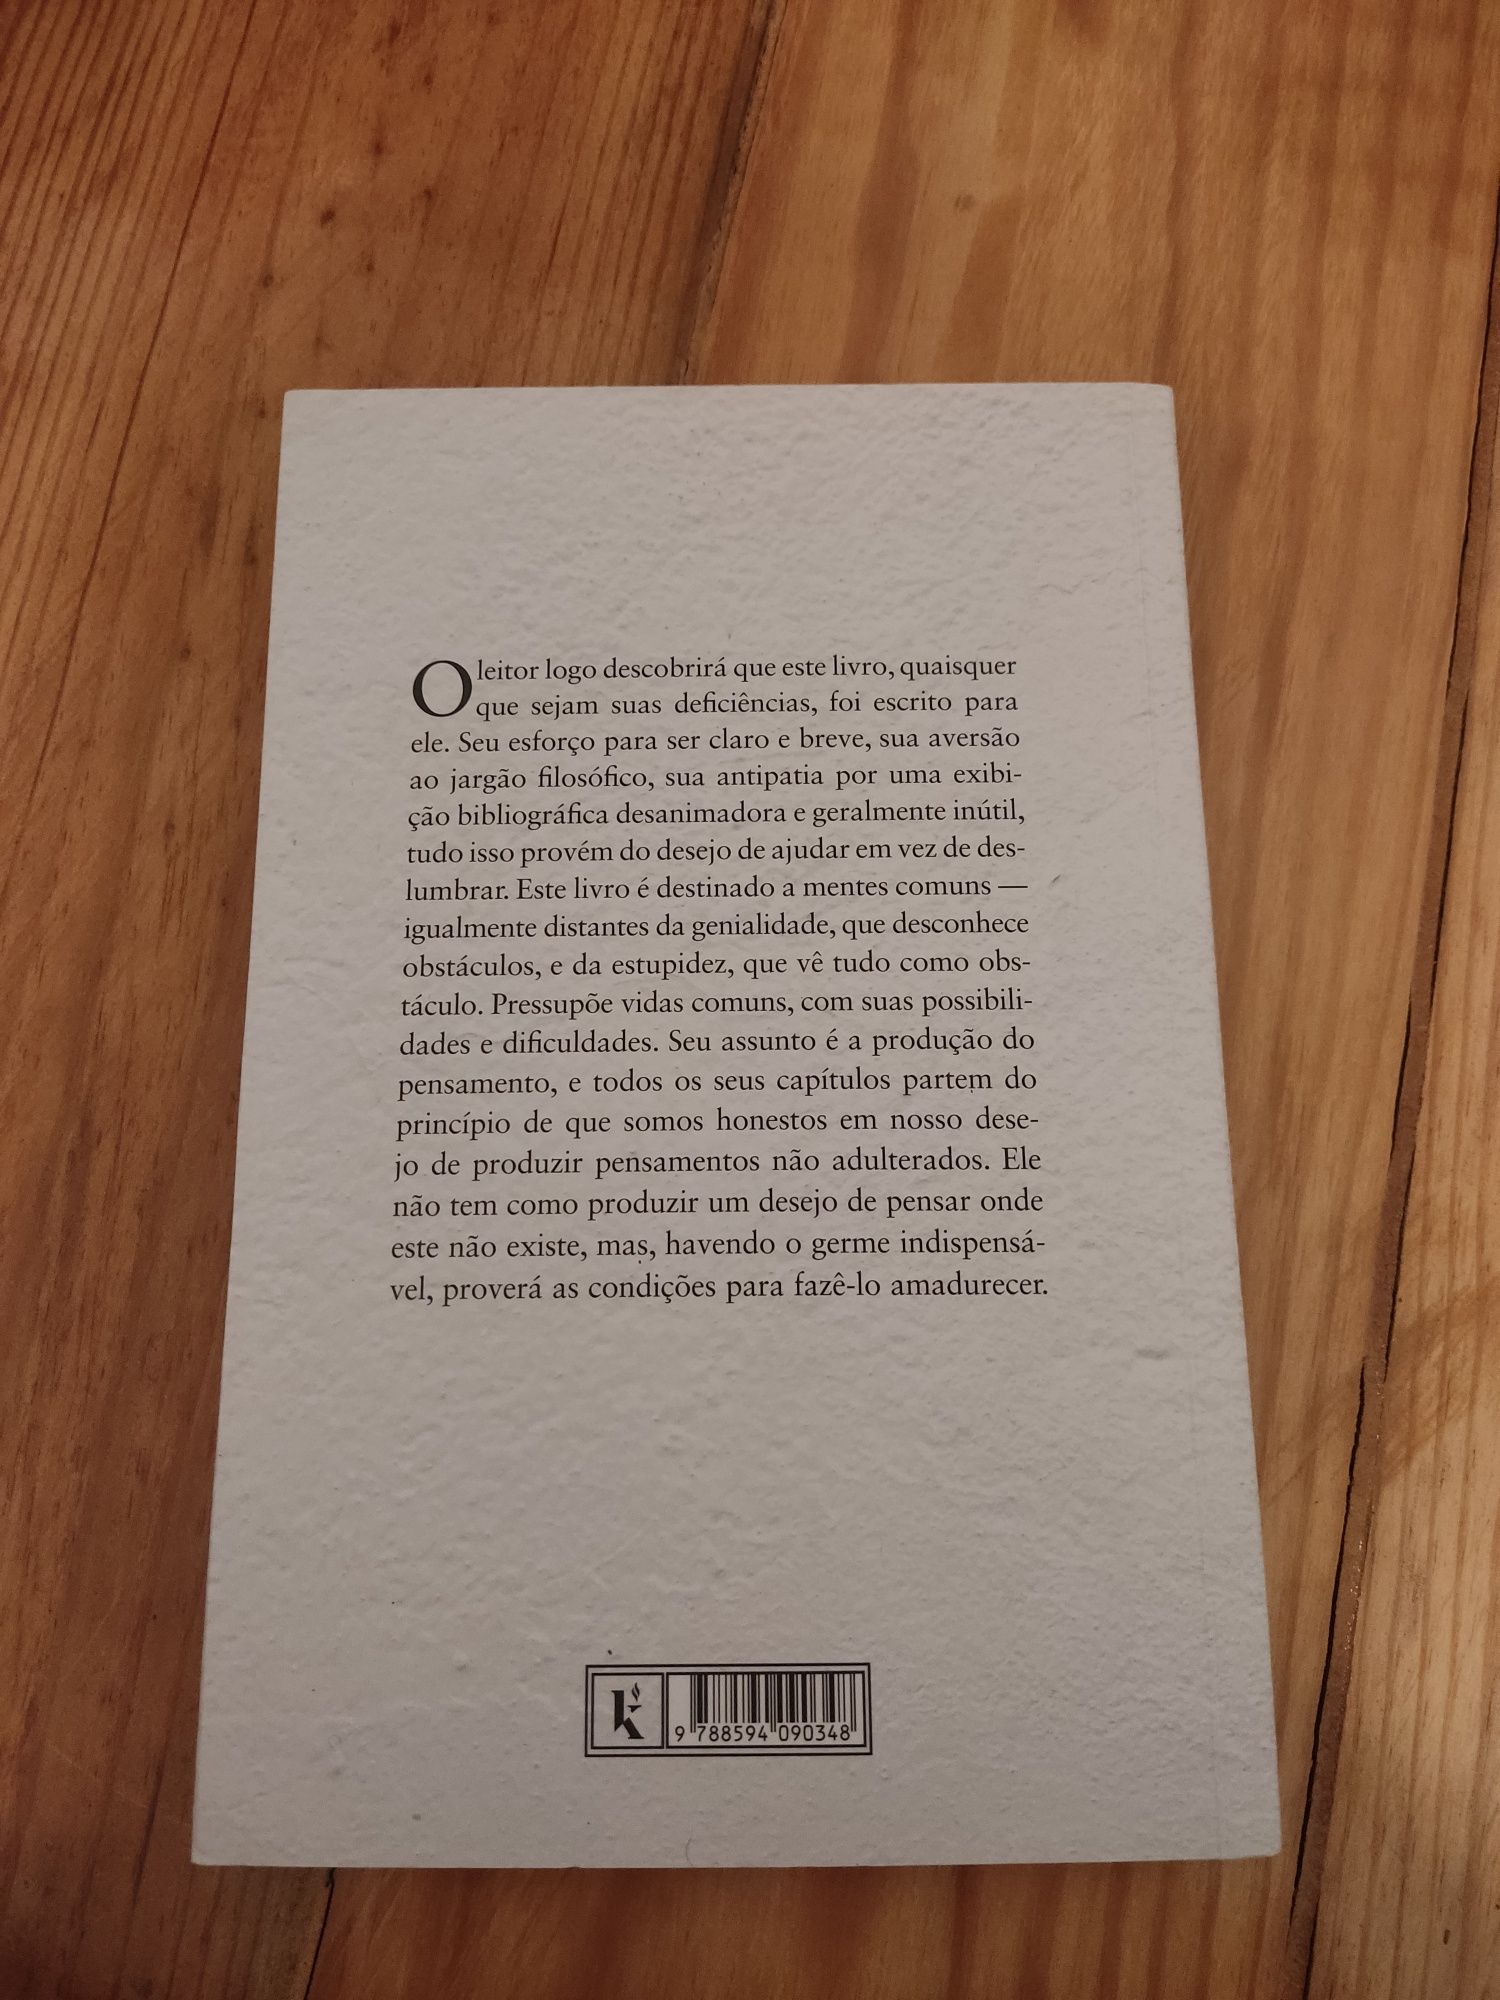 O leitor logo descobrirá que este livro, quaisquer
que sejam suas deficiências, foi escrito para
ele. Seu esforço para ser claro e breve, sua aversão
ao jargão filosófico, sua antipatia por uma exibi-
ção bibliográfica desanimadora e geralmente inútil,
tudo isso provém do desejo de ajudar em vez de des-
lumbrar. Este livro é destinado a mentes comuns —
igualmente distantes da genialidade, que desconhece
obstáculos, e da estupidez, que vê tudo como obs-
táculo. Pressupõe vidas comuns, com suas possibili-
dades e dificuldades. Seu assunto é a produção do
pensamento, e todos os seus capítulos partem do
princípio de que somos honestos em nosso dese-
jo de produzir pensamentos não adulterados. Ele
não tem como produzir um desejo de pensar onde
este não existe, mas, havendo o germe indispensá-
vel, proverá as condições para fazê-lo amadurecer.
k
9 788594 090348